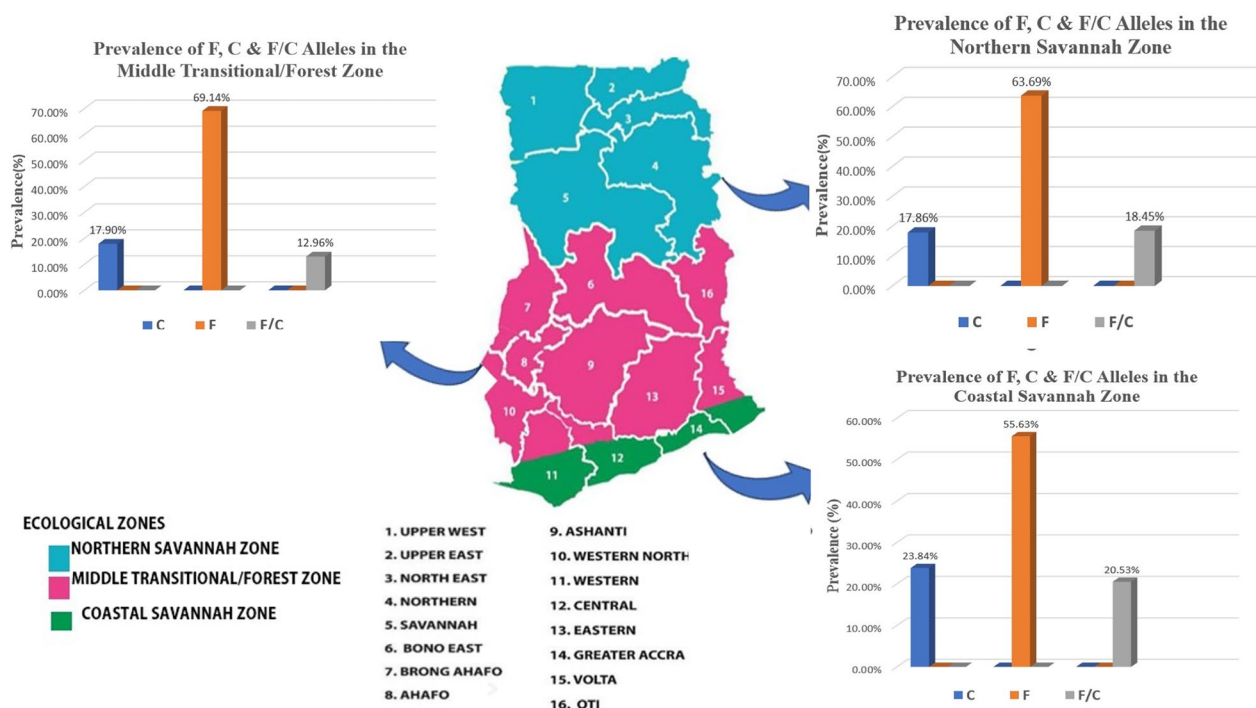 Prevalence of F, C & F/C Alleles in the
Middle Transitional/Forest Zone
Prevalence(%)
70.00%
60.00%
50.00%
40.00%
30.00%
20.00%
10.00%
0.00%
17.90%
69.14%
12.96%
C F F/C
1
2
3
4
5
6
7
8
9
10
11
12
13
14
15
16
Prevalence of F, C & F/C Alleles in the
Northern Savannah Zone
Prevalence(%)
70.00%
60.00%
50.00%
40.00%
30.00%
20.00%
10.00%
0.00%
17.86%
63.69%
18.45%
C F F/C
Prevalence of F, C & F/C Alleles in the
Coastal Savannah Zone
Prevalence (%)
60.00%
50.00%
40.00%
30.00%
20.00%
10.00%
0.00%
23.84%
55.63%
20.53%
C F F/C
ECOLOGICAL ZONES
NORTHERN SAVANNAH ZONE
MIDDLE TRANSITIONAL/FOREST ZONE
COASTAL SAVANNAH ZONE
1. UPPER WEST
2. UPPER EAST
3. NORTH EAST
4. NORTHERN
5. SAVANNAH
6. BONO EAST
7. BRONG AHAFO
8. AHAFO
9. ASHANTI
10. WESTERN NORTH
11. WESTERN
12. CENTRAL
13. EASTERN
14. GREATER ACCRA
15. VOLTA
16. OTI